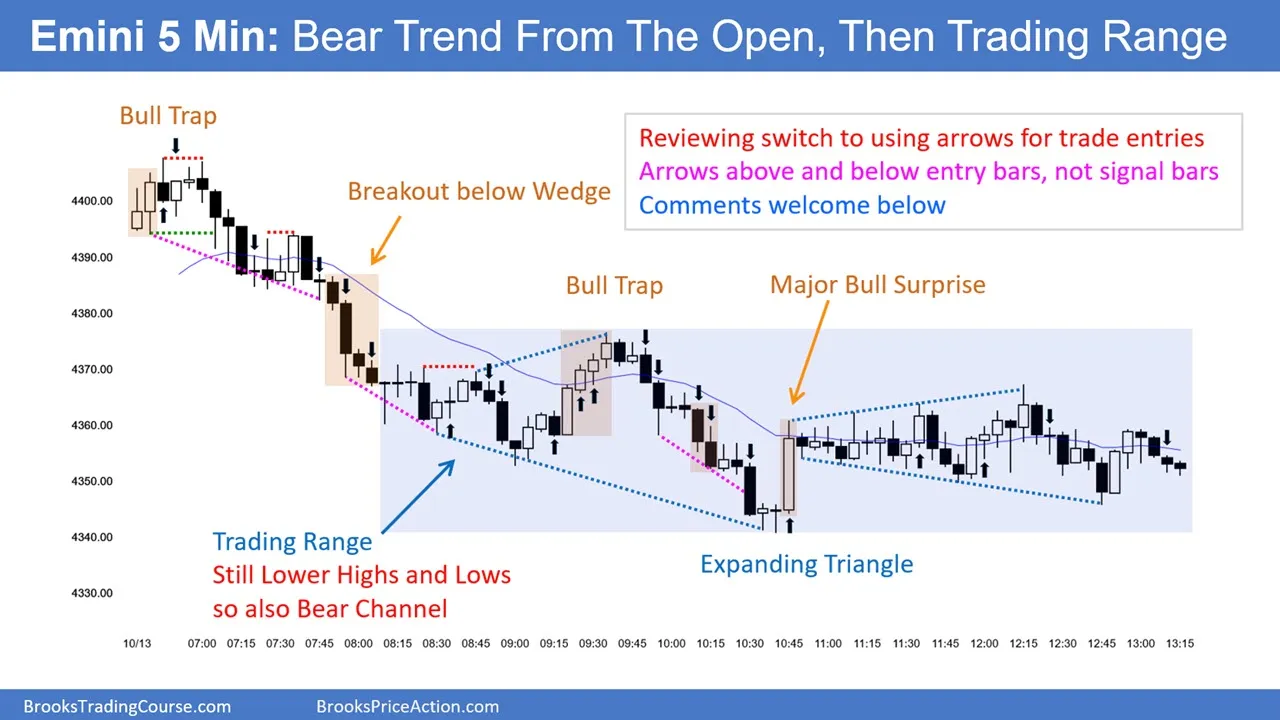 Emini 5 Min: Bear Trend From The Open, Then Trading Range
Bull Trap
Reviewing switch to using arrows for trade entries
Arrows above and below entry bars, not signal bars
Comments welcome below
Breakout below Wedge
Bull Trap
Major Bull Surprise
4400.00
4390.00
4380.00
4370.00
4360.00
4350.00
4340.00
4330.00
Trading Range
Still Lower Highs and Lows
so also Bear Channel
Expanding Triangle
10/13 07:00 07:15 07:30 07:45 08:00 08:15 08:30 08:45 09:00 09:15 09:30 09:45 10:00 10:15 10:30 10:45 11:00 11:15 11:30 11:45 12:00 12:15 12:30 12:45 13:00 13:15
BrooksTradingCourse.com BrooksPriceAction.com